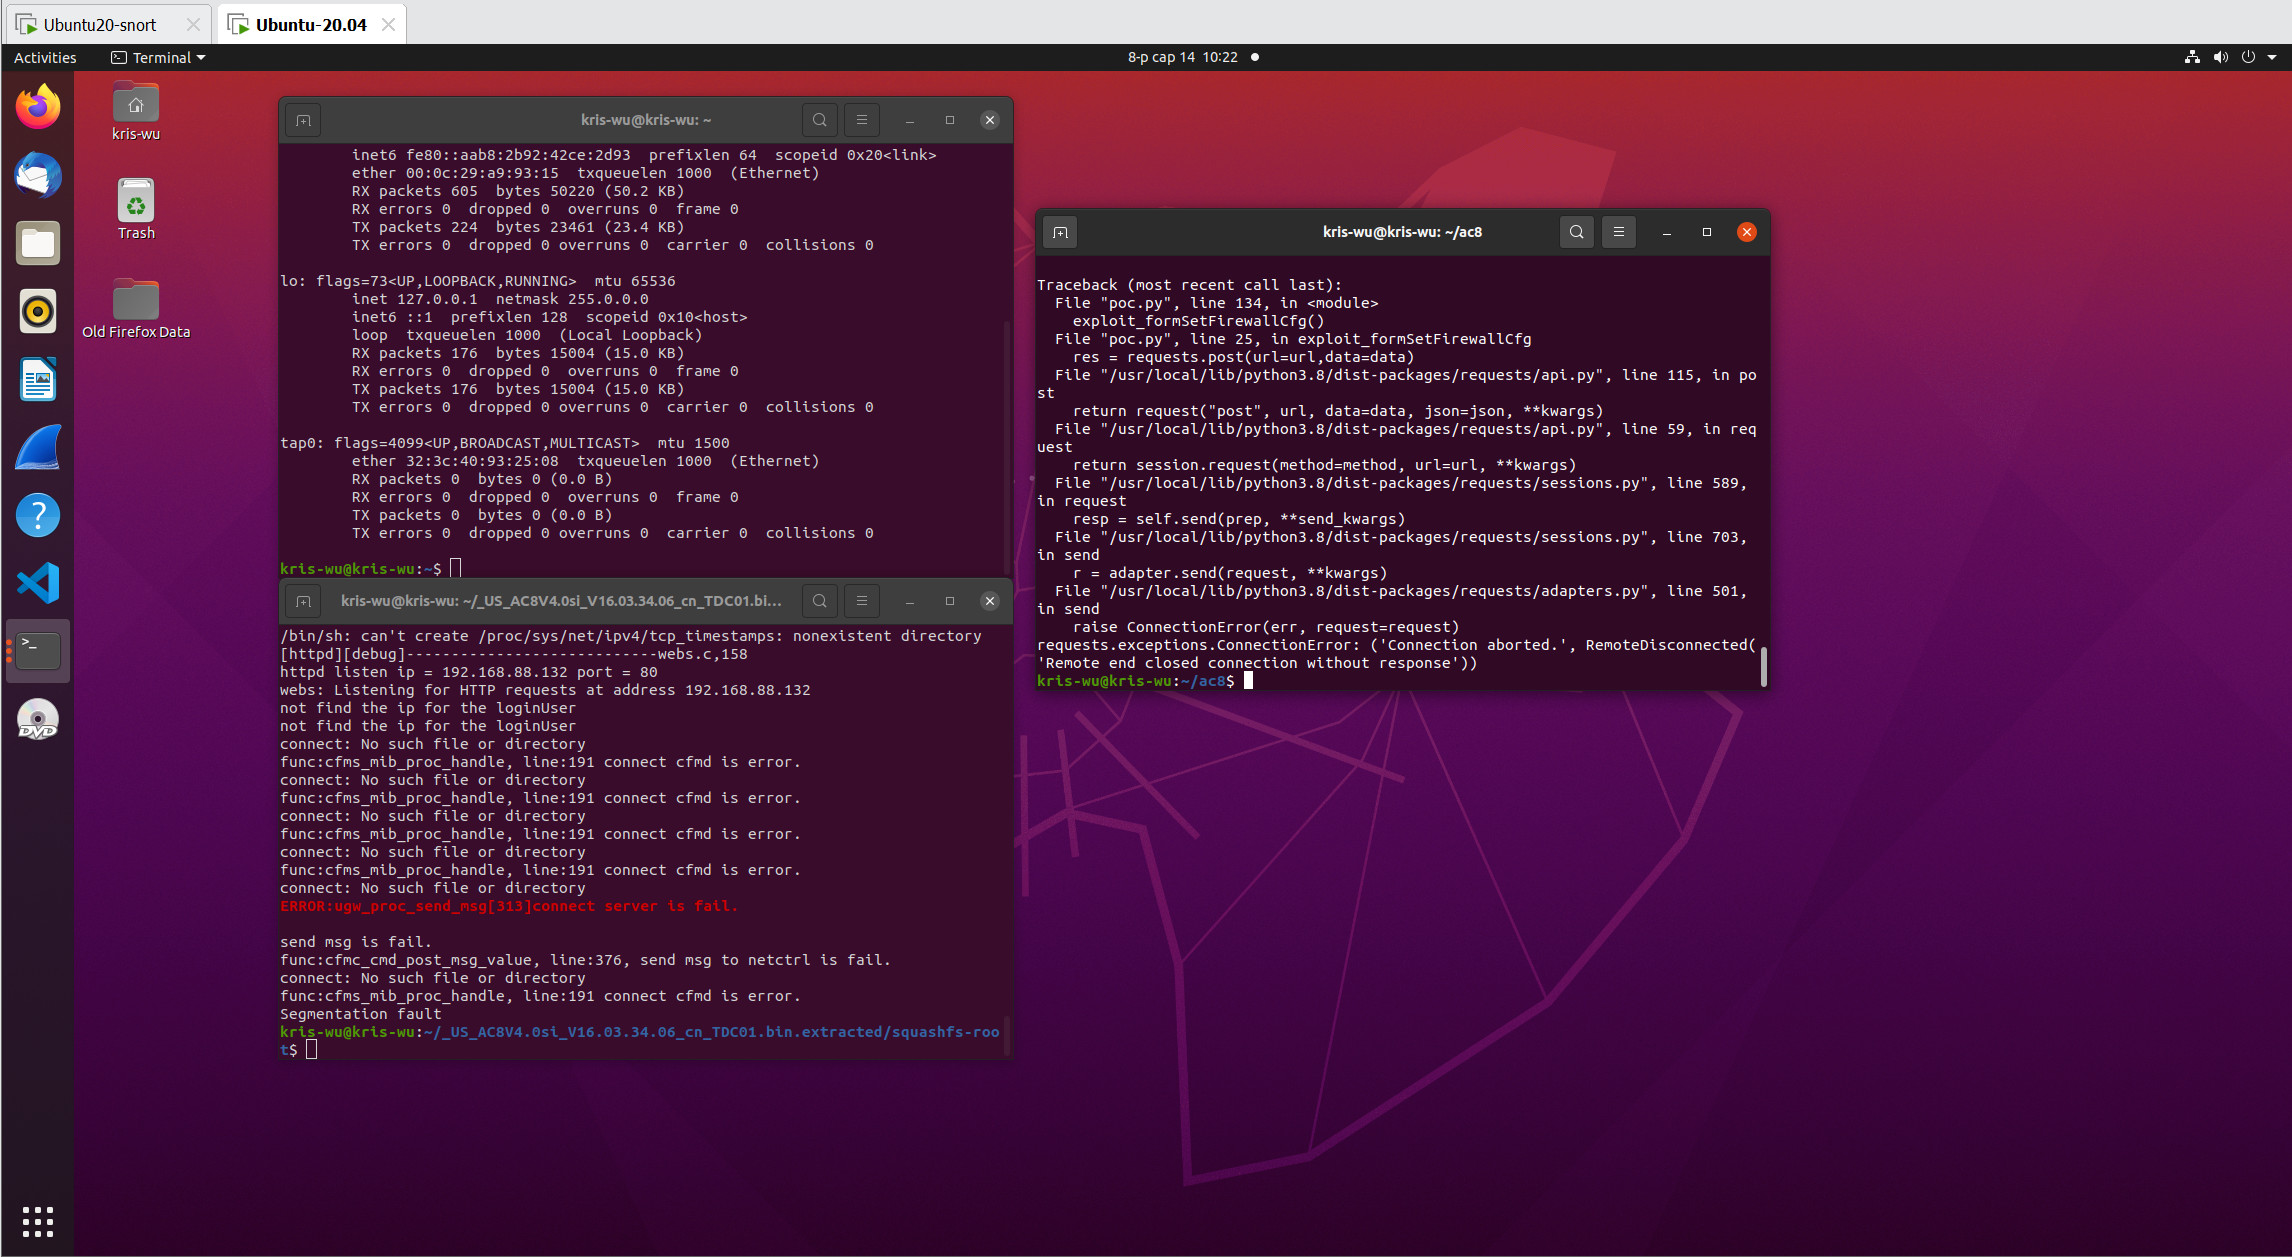 Ubuntu20-snort
Ubuntu-20.04
Activities
Terminal
8-р сар 14 10:22
kris-wu
Trash
Old Firefox Data
kris-wu@kris-wu: ~
inet6 fe80::aab8:2b92:42ce:2d93 prefixlen 64 scopeid 0x20<link>
ether 00:0c:29:a9:93:15 txqueuelen 1000 (Ethernet)
RX packets 605 bytes 50220 (50.2 KB)
RX errors 0 dropped 0 overruns 0 frame 0
TX packets 224 bytes 23461 (23.4 KB)
TX errors 0 dropped 0 overruns 0 carrier 0 collisions 0
lo: flags=73<UP,LOOPBACK,RUNNING> mtu 65536
inet 127.0.0.1 netmask 255.0.0.0
inet6 ::1 prefixlen 128 scopeid 0x10<host>
loop txqueuelen 1000 (Local Loopback)
RX packets 176 bytes 15004 (15.0 KB)
RX errors 0 dropped 0 overruns 0 frame 0
TX packets 176 bytes 15004 (15.0 KB)
TX errors 0 dropped 0 overruns 0 carrier 0 collisions 0
tap0: flags=4099<UP,BROADCAST,MULTICAST> mtu 1500
ether 32:3c:40:93:25:08 txqueuelen 1000 (Ethernet)
RX packets 0 bytes 0 (0.0 B)
RX errors 0 dropped 0 overruns 0 frame 0
TX packets 0 bytes 0 (0.0 B)
TX errors 0 dropped 0 overruns 0 carrier 0 collisions 0
kris-wu@kris-wu:~$
kris-wu@kris-wu: ~/_US_AC8V4.0si_V16.03.34.06_cn_TDC01.bi...
/bin/sh: can't create /proc/sys/net/ipv4/tcp_timestamps: nonexistent directory
[httpd][debug]----------------------------webs.c,158
httpd listen ip = 192.168.88.132 port = 80
webs: Listening for HTTP requests at address 192.168.88.132
not find the ip for the loginUser
not find the ip for the loginUser
connect: No such file or directory
func:cfms_mib_proc_handle, line:191 connect cfmd is error.
connect: No such file or directory
func:cfms_mib_proc_handle, line:191 connect cfmd is error.
connect: No such file or directory
func:cfms_mib_proc_handle, line:191 connect cfmd is error.
connect: No such file or directory
func:cfms_mib_proc_handle, line:191 connect cfmd is error.
connect: No such file or directory
ERROR:ugw_proc_send_msg[313]connect server is fail.
send msg is fail.
func:cfmc_cmd_post_msg_value, line:376, send msg to netctrl is fail.
connect: No such file or directory
func:cfms_mib_proc_handle, line:191 connect cfmd is error.
Segmentation fault
kris-wu@kris-wu:~/_US_AC8V4.0si_V16.03.34.06_cn_TDC01.bin.extracted/squashfs-roo
t$
kris-wu@kris-wu: ~/ac8
Traceback (most recent call last):
File "poc.py", line 134, in <module>
exploit_formSetFirewallCfg()
File "poc.py", line 25, in exploit_formSetFirewallCfg
res = requests.post(url=url,data=data)
File "/usr/local/lib/python3.8/dist-packages/requests/api.py", line 115, in po
st
return request("post", url, data=data, json=json, **kwargs)
File "/usr/local/lib/python3.8/dist-packages/requests/api.py", line 59, in req
uest
return session.request(method=method, url=url, **kwargs)
File "/usr/local/lib/python3.8/dist-packages/requests/sessions.py", line 589,
in request
resp = self.send(prep, **send_kwargs)
File "/usr/local/lib/python3.8/dist-packages/requests/sessions.py", line 703,
in send
r = adapter.send(request, **kwargs)
File "/usr/local/lib/python3.8/dist-packages/requests/adapters.py", line 501,
in send
raise ConnectionError(err, request=request)
requests.exceptions.ConnectionError: ('Connection aborted.', RemoteDisconnected(
'Remote end closed connection without response'))
kris-wu@kris-wu:~/ac8$
DVD